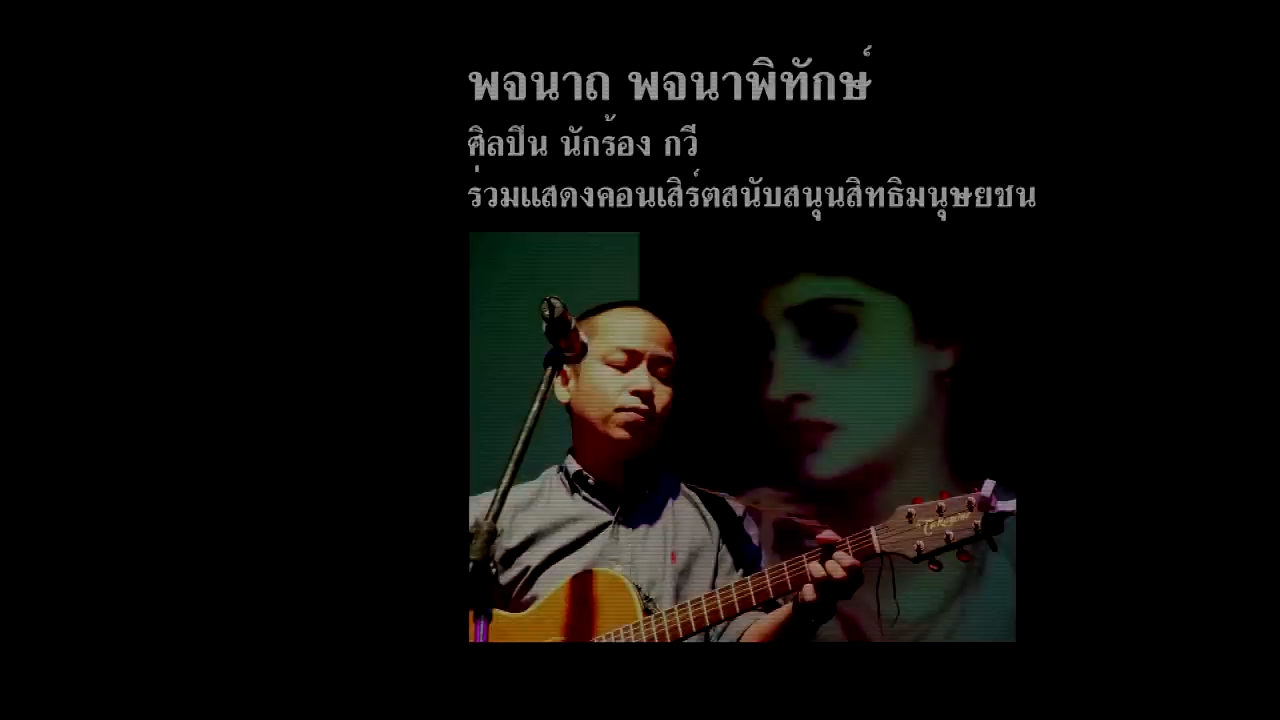 พจนาถ พจนาพิทักษ์
ศิลปิน นักร้อง กวี
ร่วมแสดงคอนเสิร์ตสนับสนุนสิทธิมนุษยชน
Takamine